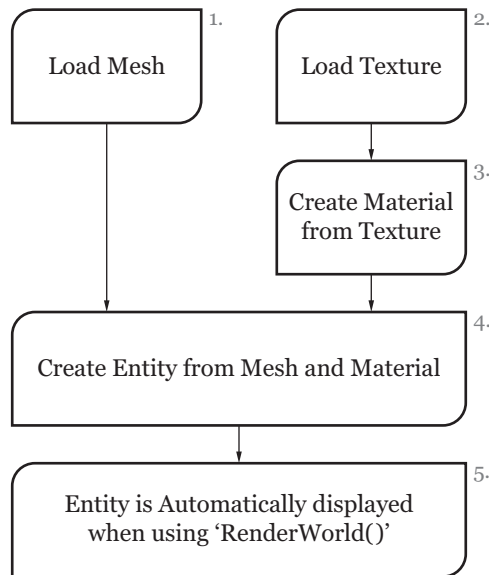 1.
Load Mesh
2.
Load Texture
3.
Create Material
from Texture
4.
Create Entity from Mesh and Material
5.
Entity is Automatically displayed
when using ‘RenderWorld()’